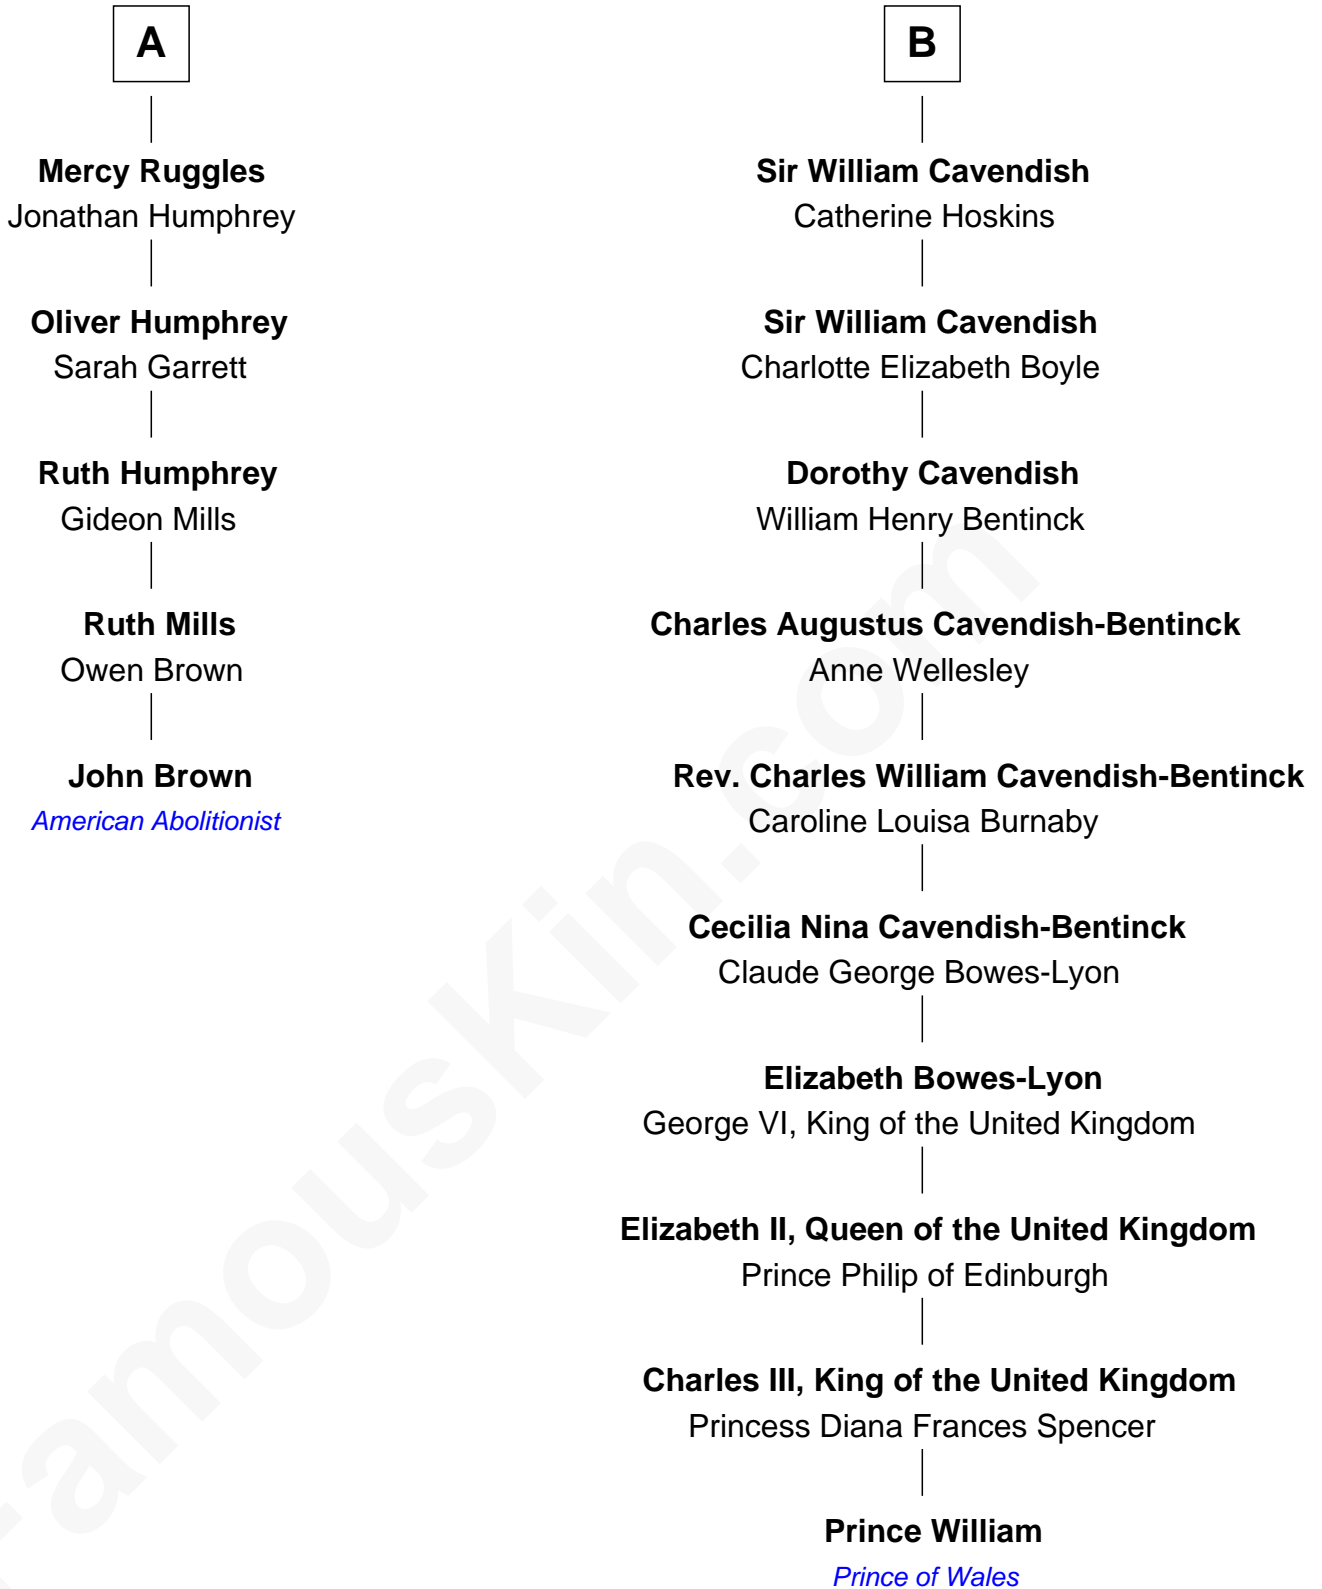 A
Mercy Ruggles
Jonathan Humphrey
Oliver Humphrey
Sarah Garrett
Ruth Humphrey
Gideon Mills
Ruth Mills
Owen Brown
John Brown
American Abolitionist
B
Sir William Cavendish
Catherine Hoskins
Sir William Cavendish
Charlotte Elizabeth Boyle
Dorothy Cavendish
William Henry Bentinck
Charles Augustus Cavendish-Bentinck
Anne Wellesley
Rev. Charles William Cavendish-Bentinck
Caroline Louisa Burnaby
Cecilia Nina Cavendish-Bentinck
Claude George Bowes-Lyon
Elizabeth Bowes-Lyon
George VI, King of the United Kingdom
Elizabeth II, Queen of the United Kingdom
Prince Philip of Edinburgh
Charles III, King of the United Kingdom
Princess Diana Frances Spencer
Prince William
Prince of Wales
FamousKin.com